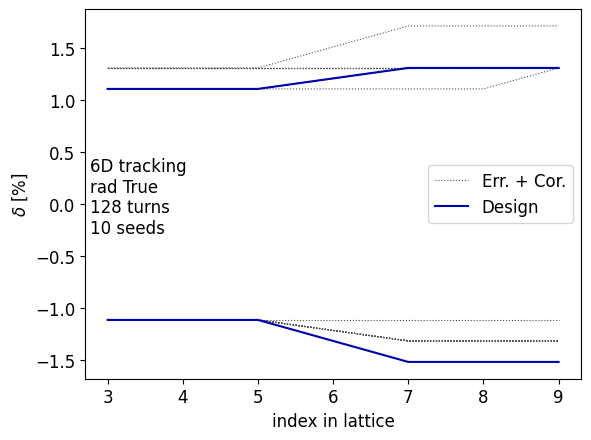 1.5
1.0
0.5
0.0
−0.5
−1.0
−1.5
δ [%]
6D tracking
rad True
128 turns
10 seeds
Err. + Cor.
Design
3 4 5 6 7 8 9
index in lattice